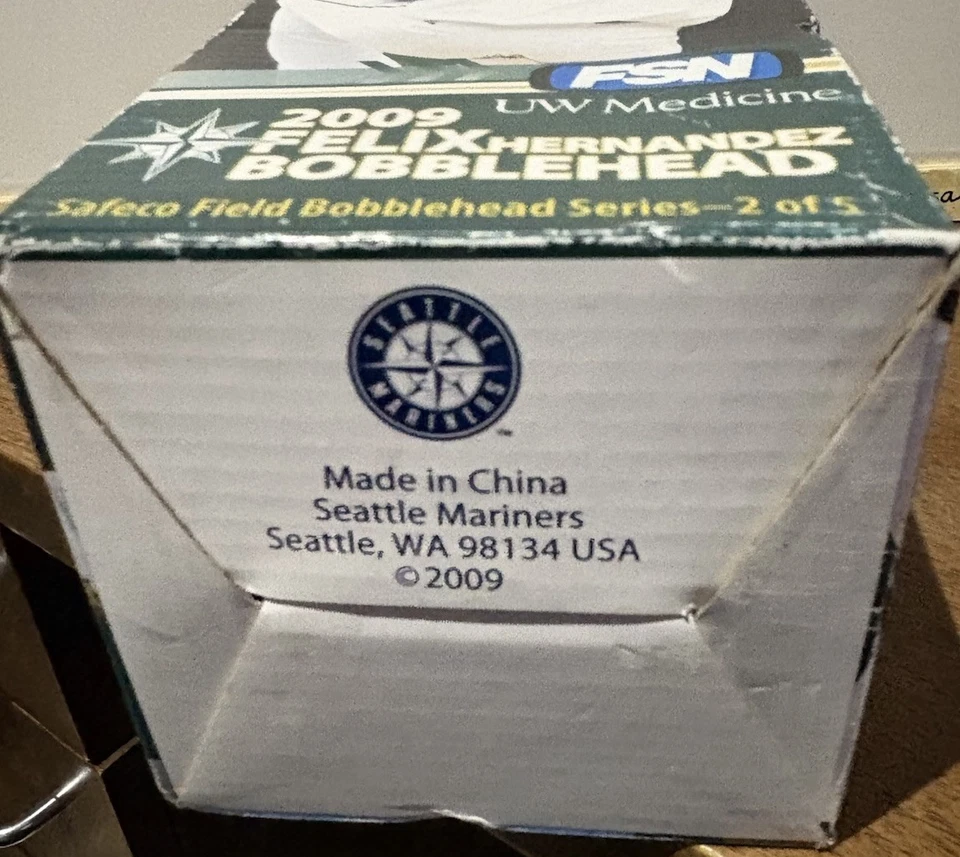 FSN
UW Medicine
2009
FELIX HERNANDEZ
BOBBLEHEAD
Safeco Field Bobblehead Series—2 of 5
SEATTLE
MARINERS
™
Made in China
Seattle Mariners
Seattle, WA 98134 USA
©2009